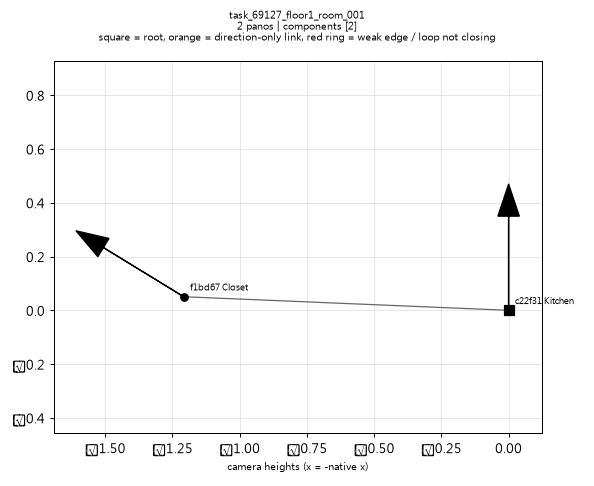 task_69127_floor1_room_001
2 panos | components [2]
square = root, orange = direction-only link, red ring = weak edge / loop not closing
0.8
0.6
0.4
f1bd67 Closet
0.2
c22f31 Kitchen
0.0
√0.2
√0.4
√1.50 √1.25 √1.00 √0.75 √0.50 √0.25 0.00
camera heights (x = -native x)